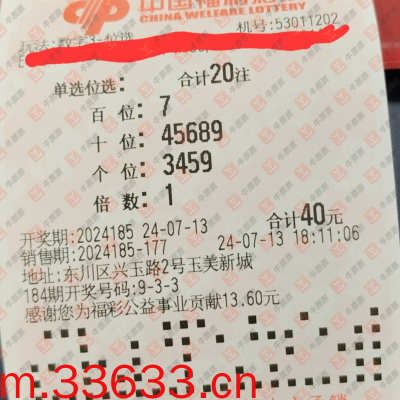 中国福利彩
CHINA WELFARE LOTTERY
机号:53011202
单选位选: 合计20注
百位: 7
十位: 45689
个位: 3459
倍数: 1
合计40元
开奖期:2024185 24-07-13
销售期:2024185-177 24-07-13 18:11:06
地址:东川区兴玉路2号玉美新城
184期开奖号码:9-3-3
感谢您为福彩公益事业贡献13.60元
m.33633.cn